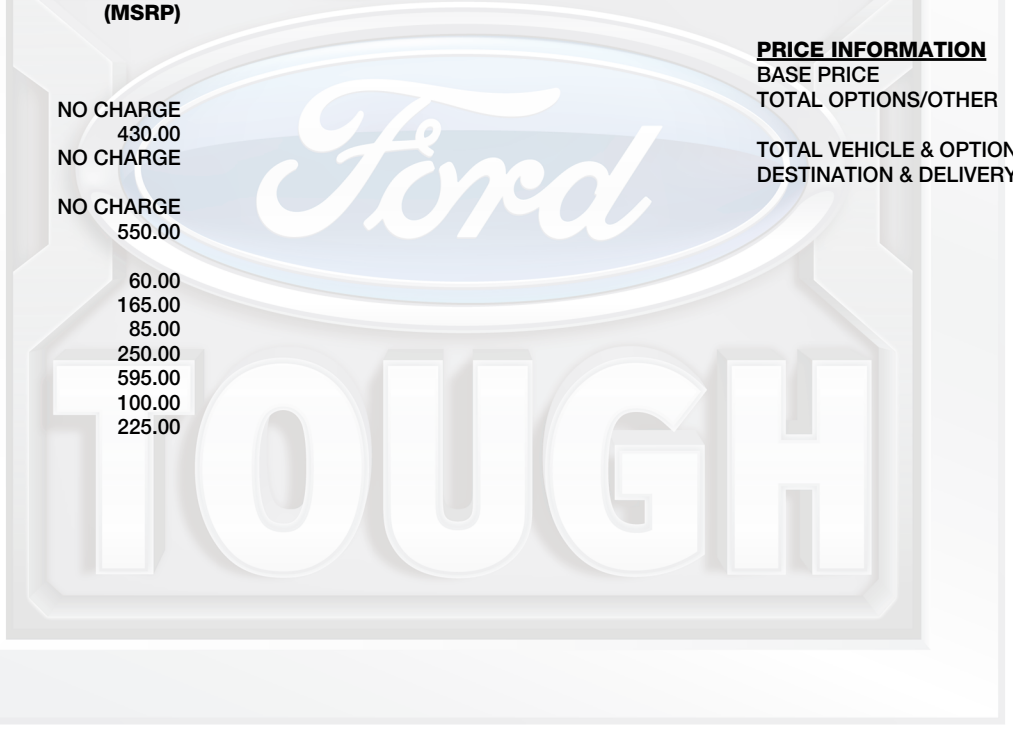 (MSRP)
NO CHARGE
430.00
NO CHARGE
NO CHARGE
550.00
60.00
165.00
85.00
250.00
595.00
100.00
225.00
PRICE INFORMATION
BASE PRICE
TOTAL OPTIONS/OTHER
TOTAL VEHICLE & OPTION
DESTINATION & DELIVERY
Ford
TOUGH